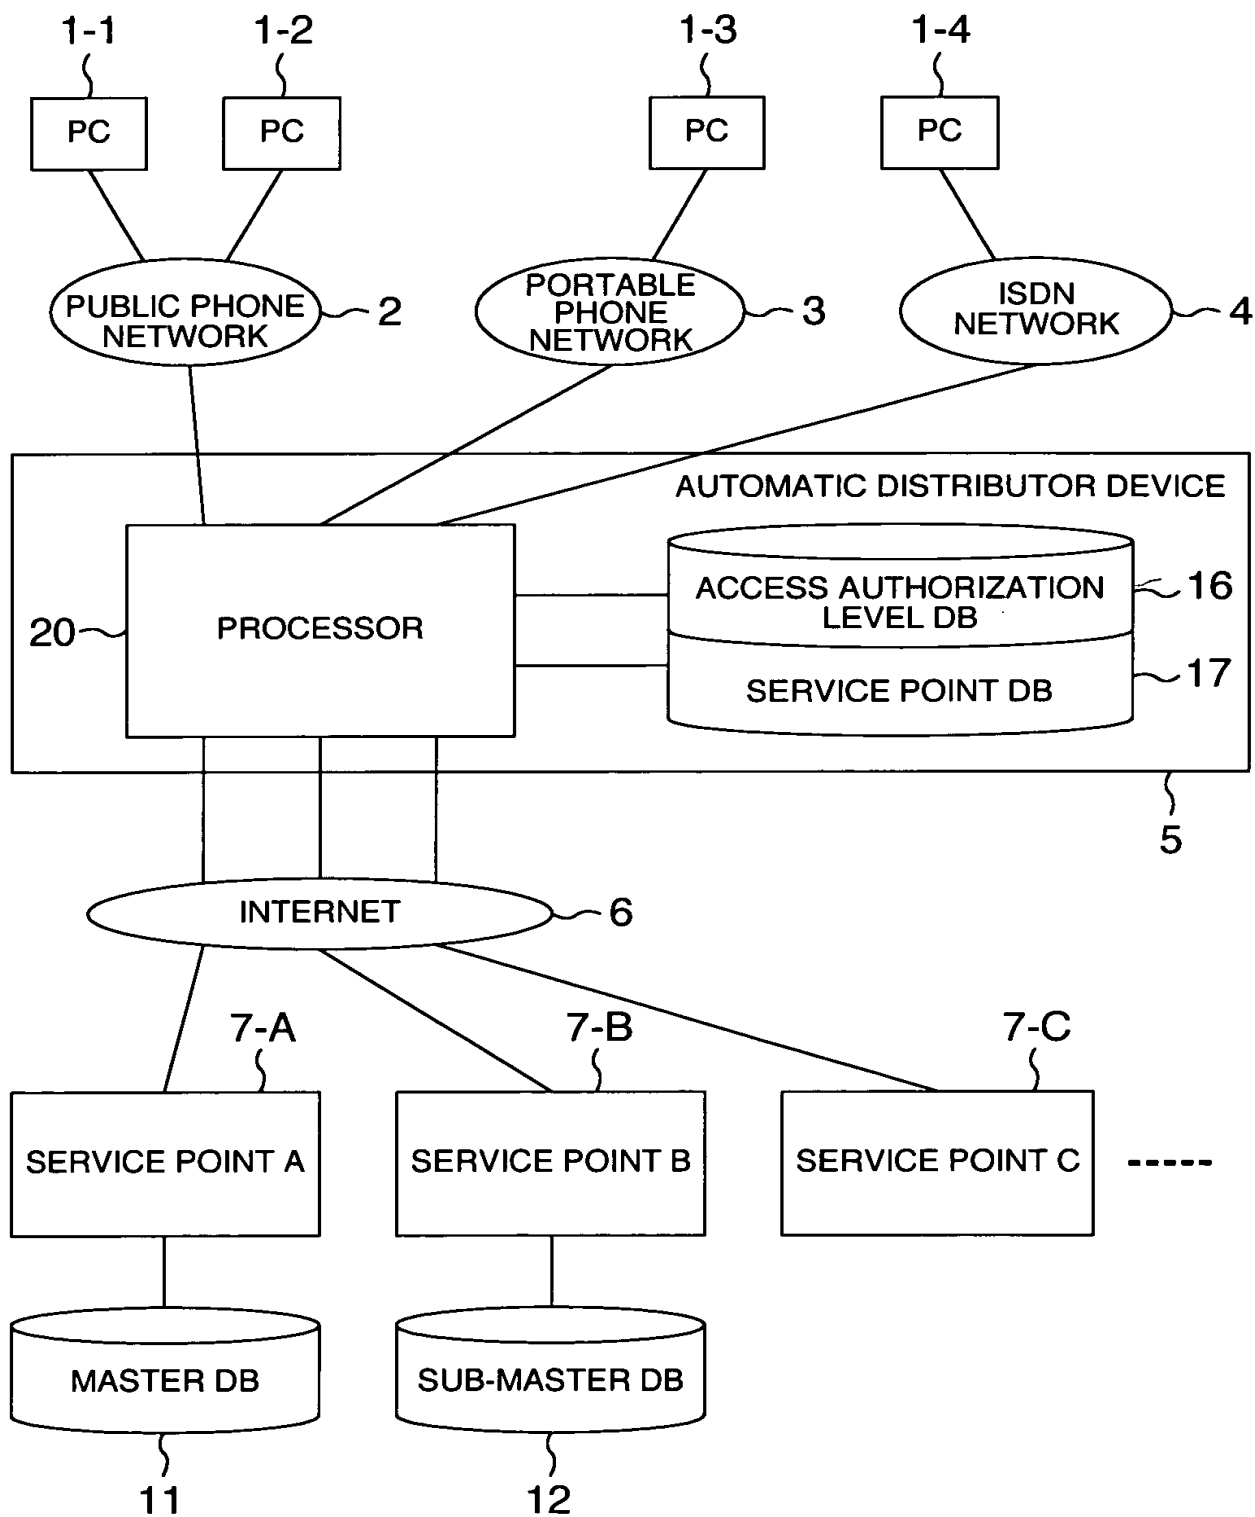 1-1
1-2
1-3
1-4
PC
PC
PC
PC
PUBLIC PHONE
NETWORK
2
PORTABLE
PHONE
NETWORK
3
ISDN
NETWORK
4
AUTOMATIC DISTRIBUTOR DEVICE
20
PROCESSOR
ACCESS AUTHORIZATION
LEVEL DB
16
SERVICE POINT DB
17
5
INTERNET
6
7-A
7-B
7-C
SERVICE POINT A
SERVICE POINT B
SERVICE POINT C
-----
MASTER DB
SUB-MASTER DB
11
12